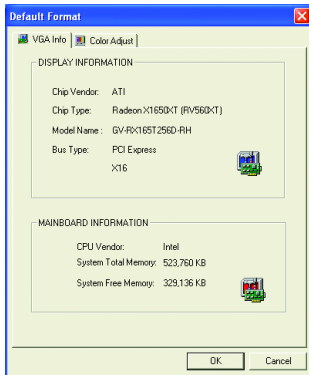 Default Format
VGA Info
Color Adjust
DISPLAY INFORMATION
Chip Vendor: ATI
Chip Type: Radeon X1650XT (RV560XT)
Model Name : GV-RX165T256D-RH
Bus Type: PCI Express
X16
MAINBOARD INFORMATION
CPU Vendor: Intel
System Total Memory: 523,760 KB
System Free Memory: 329,136 KB
OK
Cancel